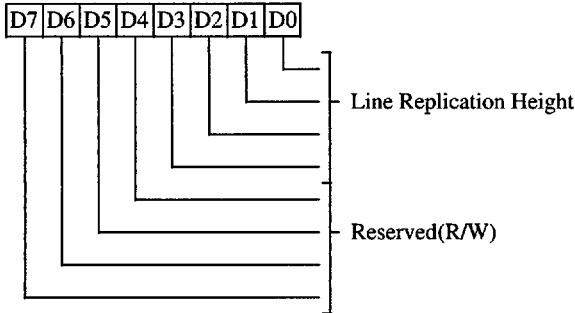 D7 D6 D5 D4 D3 D2 D1 D0
Line Replication Height
Reserved(R/W)